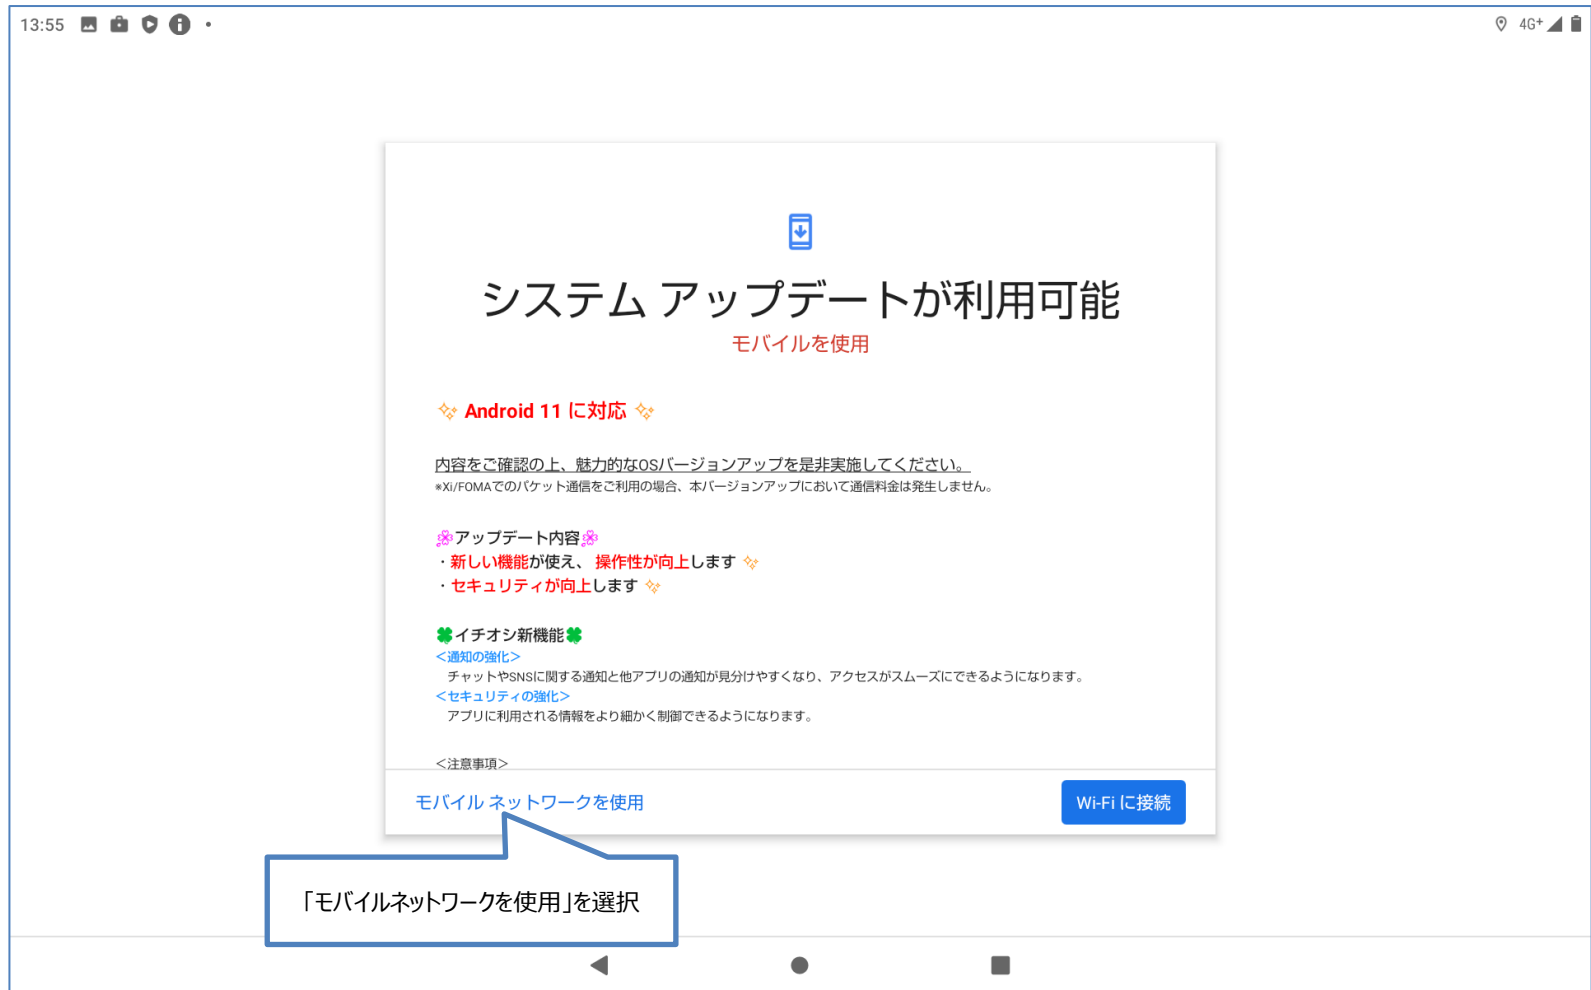 13:55
4G+
システム アップデートが利用可能
モバイルを使用
Android 11 に対応
内容をご確認の上、魅力的なOSバージョンアップを是非実施してください。
※Xi/FOMAでのパケット通信をご利用の場合、本バージョンアップにおいて通信料金は発生しません。
アップデート内容
・新しい機能が使え、操作性が向上します
・セキュリティが向上します
イチオシ新機能
＜通知の強化＞
チャットやSNSに関する通知と他アプリの通知が見分けやすくなり、アクセスがスムーズにできるようになります。
＜セキュリティの強化＞
アプリに利用される情報をより細かく制御できるようになります。
＜注意事項＞
モバイル ネットワークを使用
Wi-Fi に接続
「モバイルネットワークを使用」を選択